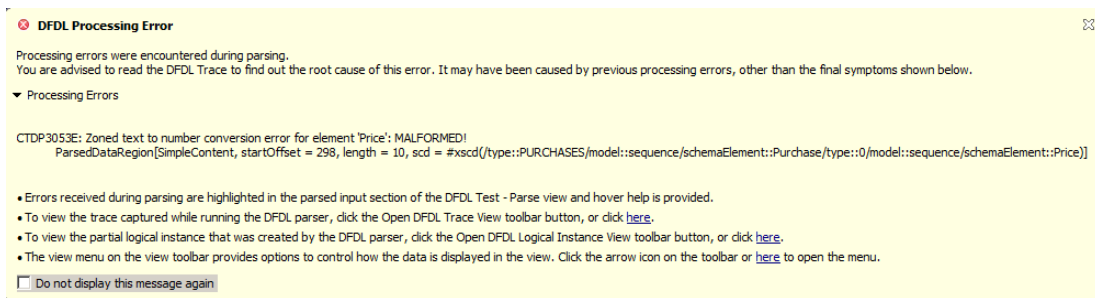 DFDL Processing Error
Processing errors were encountered during parsing.
You are advised to read the DFDL Trace to find out the root cause of this error. It may have been caused by previous processing errors, other than the final symptoms shown below.
Processing Errors
CTDP3053E: Zoned text to number conversion error for element 'Price': MALFORMED!
ParsedDataRegion[SimpleContent, startOffset = 298, length = 10, scd = #xscd(/type::PURCHASES/model::sequence/schemaElement::Purchase/type::0/model::sequence/schemaElement::Price)]
• Errors received during parsing are highlighted in the parsed input section of the DFDL Test - Parse view and hover help is provided.
• To view the trace captured while running the DFDL parser, click the Open DFDL Trace View toolbar button, or click here.
• To view the partial logical instance that was created by the DFDL parser, click the Open DFDL Logical Instance View toolbar button, or click here.
• The view menu on the view toolbar provides options to control how the data is displayed in the view. Click the arrow icon on the toolbar or here to open the menu.
Do not display this message again